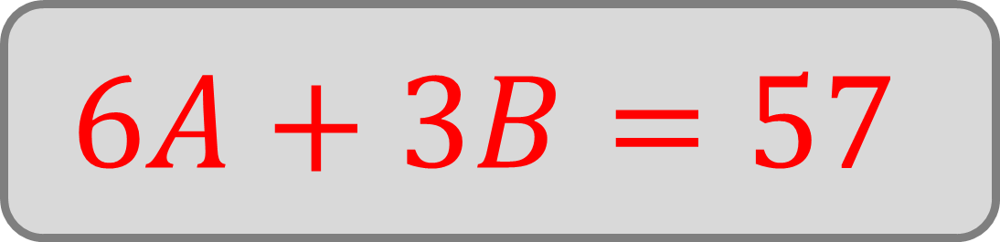 6A + 3B = 57